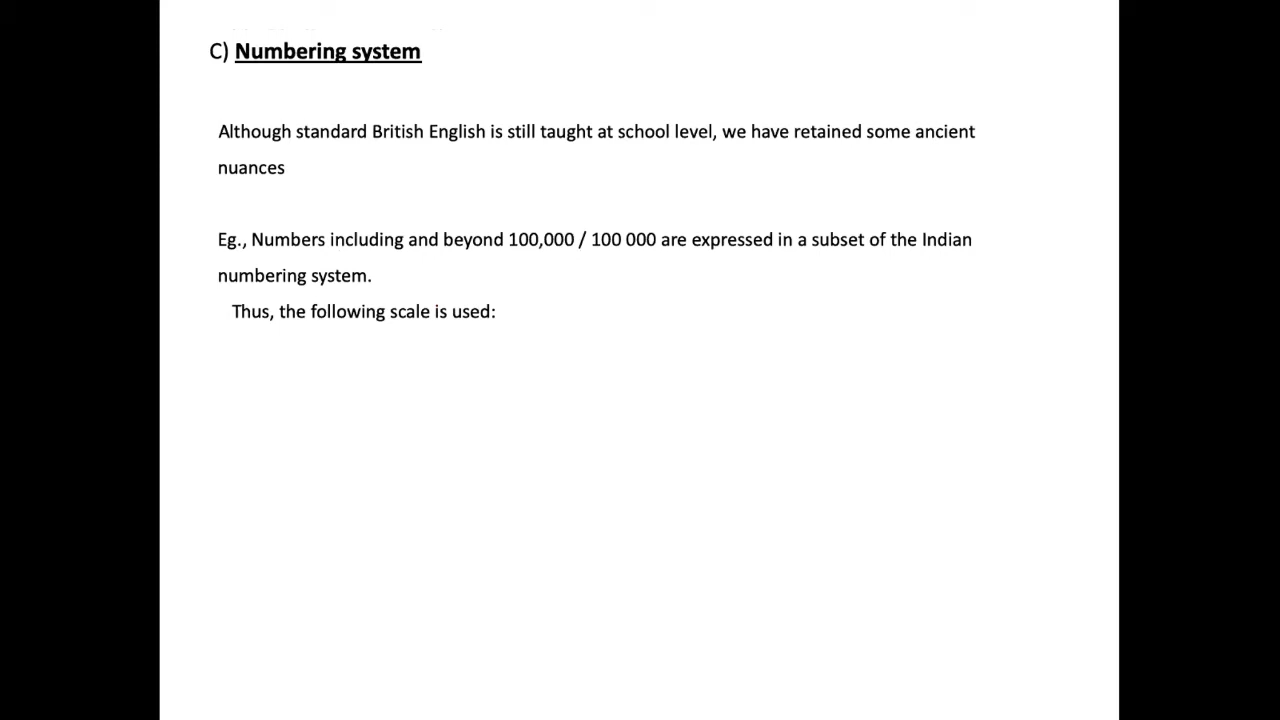 C) Numbering system
Although standard British English is still taught at school level, we have retained some ancient
nuances
Eg., Numbers including and beyond 100,000 / 100 000 are expressed in a subset of the Indian
numbering system.
Thus, the following scale is used: